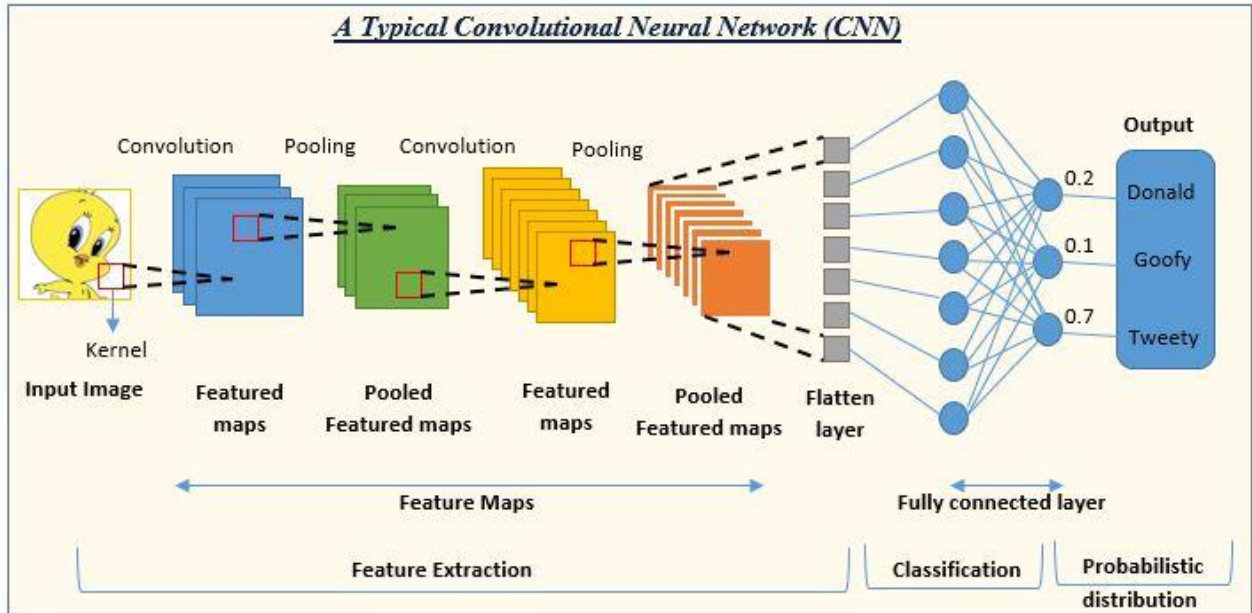 A Typical Convolutional Neural Network (CNN)
Convolution
Pooling
Convolution
Pooling
Kernel
Input Image
Featured
maps
Pooled
Featured maps
Featured
maps
Pooled
Featured maps
Flatten
layer
0.2
0.1
0.7
Output
Donald
Goofy
Tweety
Feature Maps
Fully connected layer
Feature Extraction
Classification
Probabilistic
distribution